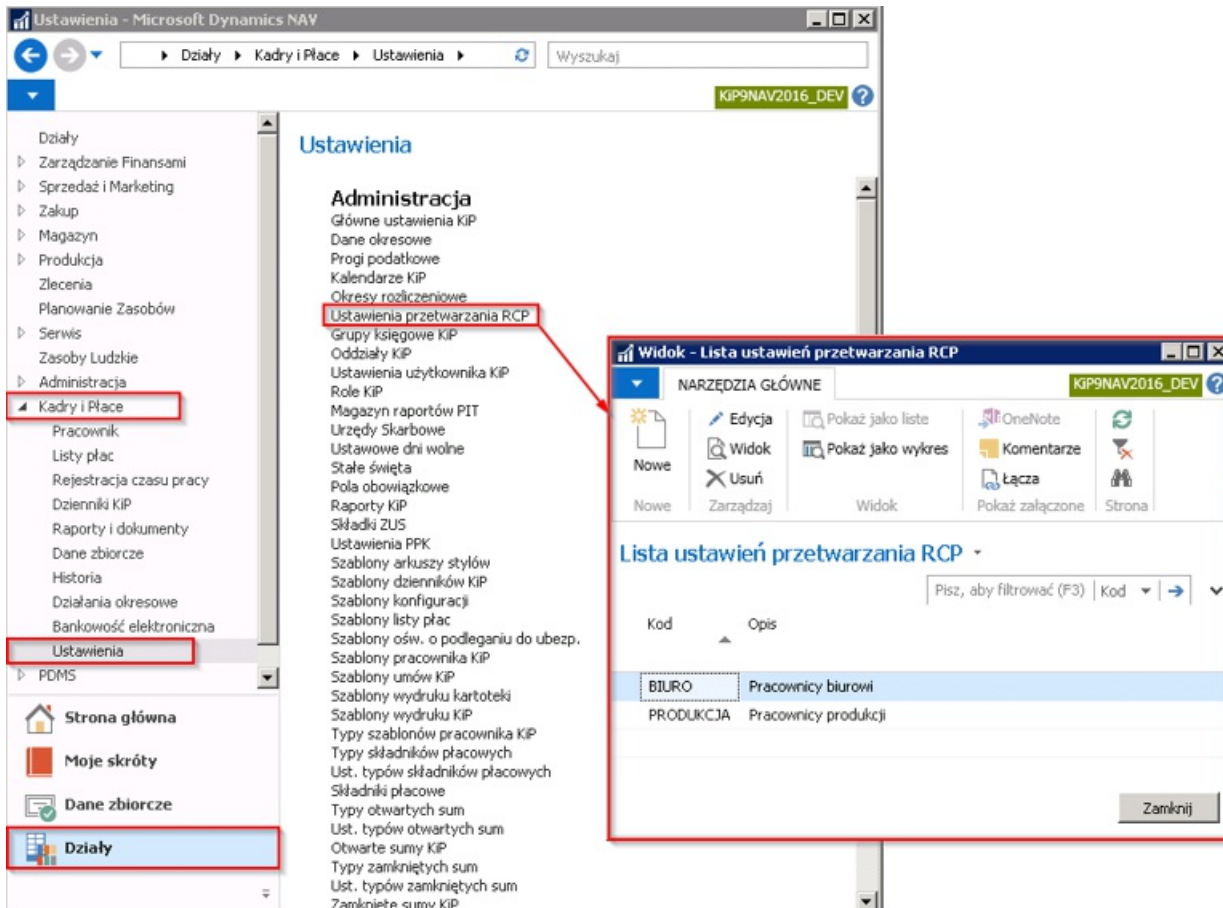 Ustawienia - Microsoft Dynamics NAV
Działy Kadry i Płace Ustawienia
Wyszukaj
KiP9NAV2016_DEV
Działy
Zarządzanie Finansami
Sprzedaż i Marketing
Zakup
Magazyn
Produkcja
Zlecenia
Planowanie Zasobów
Serwis
Zasoby Ludzkie
Administracja
Kadry i Płace
Pracownik
Listy płac
Rejestracja czasu pracy
Dzienniki KiP
Raporty i dokumenty
Dane zbiorcze
Historia
Działania okresowe
Bankowość elektroniczna
Ustawienia
PDMS
Strona główna
Moje skróty
Dane zbiorcze
Działy
Ustawienia
Administracja
Główne ustawienia KiP
Dane okresowe
Progi podatkowe
Kalendarze KiP
Okresy rozliczeniowe
Ustawienia przetwarzania RCP
Grupy księgowe KiP
Oddziały KiP
Ustawienia użytkownika KiP
Role KiP
Magazyn raportów PIT
Urzędy Skarbowe
Ustawowe dni wolne
Stałe święta
Pola obowiązkowe
Raporty KiP
Składki ZUS
Ustawienia PPK
Szablony arkuszy stylów
Szablony dzienników KiP
Szablony konfiguracji
Szablony listy płac
Szablony ośw. o podleganiu do ubezp.
Szablony pracownika KiP
Szablony umów KiP
Szablony wydruku kartoteki
Szablony wydruku KiP
Typy szablonów pracownika KiP
Typy składników płacowych
Ust. typów składników płacowych
Składniki płacowe
Typy otwartych sum
Ust. typów otwartych sum
Otwarte sumy KiP
Typy zamkniętych sum
Ust. typów zamkniętych sum
Zamknięte sumy KiP
Widok - Lista ustawień przetwarzania RCP
NARZĘDZIA GŁÓWNE
KiP9NAV2016_DEV
Nowe
Edycja
Widok
Usuń
Pokaż jako liste
Pokaż jako wykres
OneNote
Komentarze
Łącza
Nowe Zarządzaj Widok Pokaż załączone Strona
Lista ustawień przetwarzania RCP
Pisz, aby filtrować (F3) Kod
Kod Opis
BIURO Pracownicy biurowi
PRODUKCJA Pracownicy produkcji
Zamknij